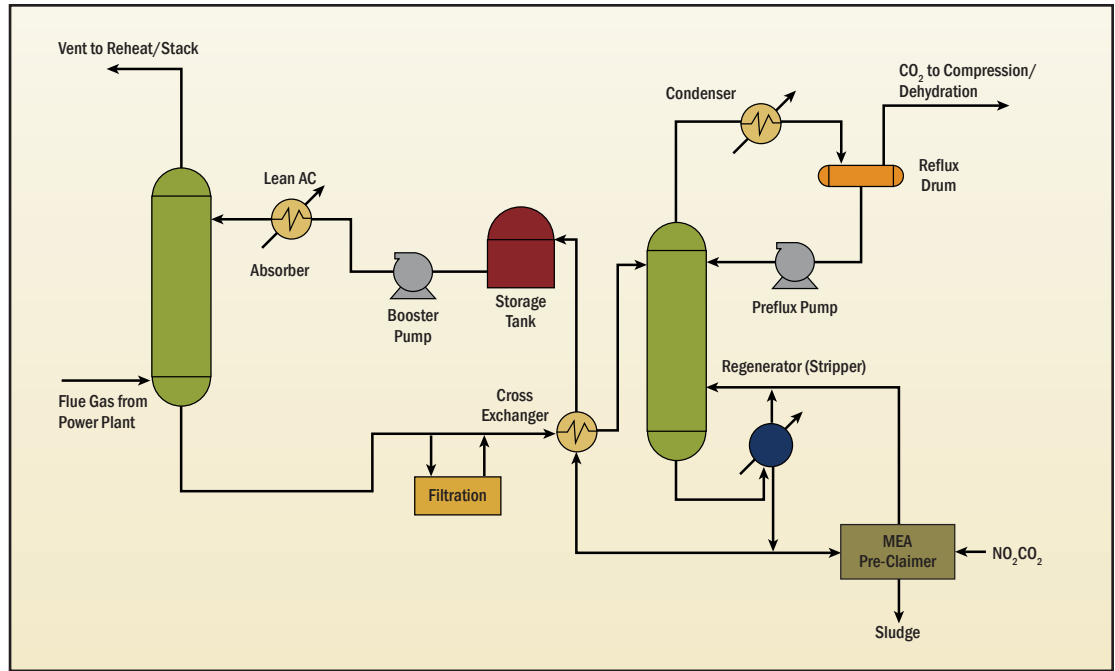 Vent to Reheat/Stack
CO₂ to Compression/
Dehydration
Condenser
Reflux
Drum
Lean AC
Absorber
Booster
Pump
Storage
Tank
Preflux Pump
Regenerator (Stripper)
Flue Gas from
Power Plant
Cross
Exchanger
Filtration
MEA
Pre-Claimer
NO₂CO₂
Sludge